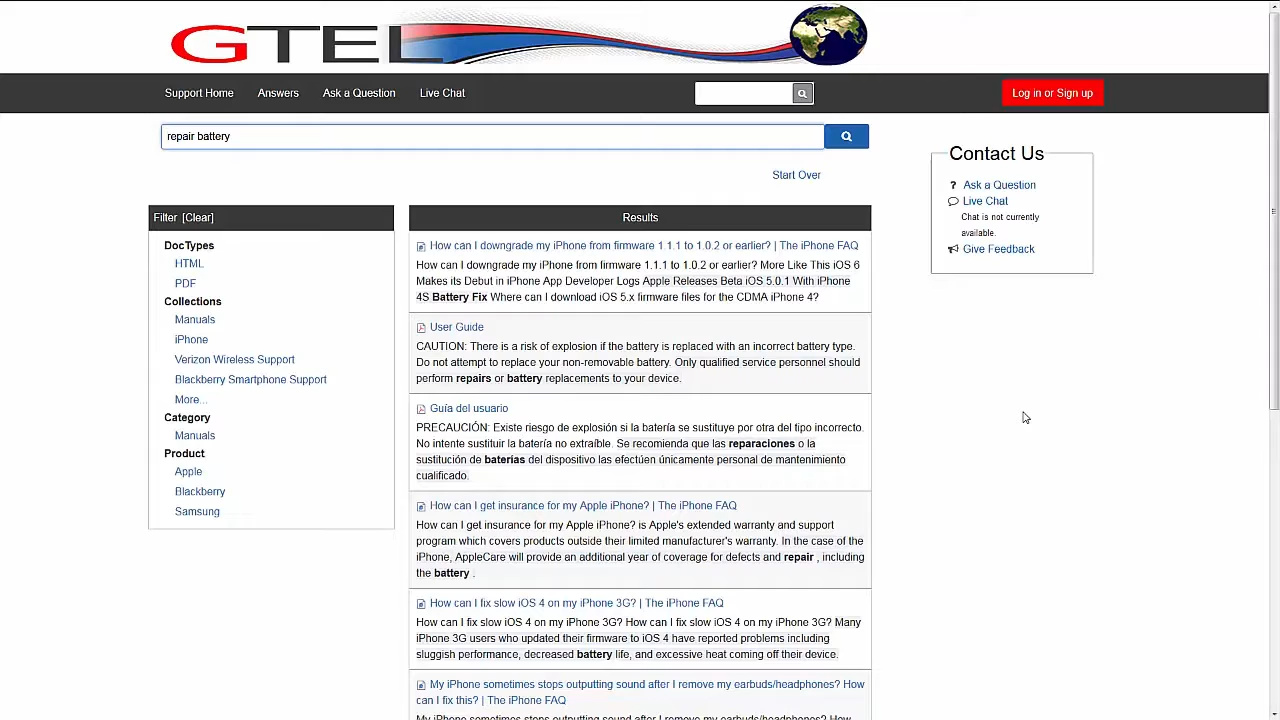 GTEL
Support Home
Answers
Ask a Question
Live Chat
Log in or Sign up
repair battery
Start Over
Contact Us
? Ask a Question
Live Chat
Chat is not currently
available.
Give Feedback
Filter [Clear]
DocTypes
HTML
PDF
Collections
Manuals
iPhone
Verizon Wireless Support
Blackberry Smartphone Support
More...
Category
Manuals
Product
Apple
Blackberry
Samsung
Results
How can I downgrade my iPhone from firmware 1.1.1 to 1.0.2 or earlier? | The iPhone FAQ
How can I downgrade my iPhone from firmware 1.1.1 to 1.0.2 or earlier? More Like This iOS 6
Makes its Debut in iPhone App Developer Logs Apple Releases Beta iOS 5.0.1 With iPhone
4S Battery Fix Where can I download iOS 5.x firmware files for the CDMA iPhone 4?
User Guide
CAUTION: There is a risk of explosion if the battery is replaced with an incorrect battery type.
Do not attempt to replace your non-removable battery. Only qualified service personnel should
perform repairs or battery replacements to your device.
Guía del usuario
PRECAUCIÓN: Existe riesgo de explosión si la batería se sustituye por otra del tipo incorrecto.
No intente sustituir la batería no extraíble. Se recomienda que las reparaciones o la
sustitución de baterías del dispositivo las efectúen únicamente personal de mantenimiento
cualificado.
How can I get insurance for my Apple iPhone? | The iPhone FAQ
How can I get insurance for my Apple iPhone? is Apple's extended warranty and support
program which covers products outside their limited manufacturer's warranty. In the case of the
iPhone, AppleCare will provide an additional year of coverage for defects and repair , including
the battery .
How can I fix slow iOS 4 on my iPhone 3G? | The iPhone FAQ
How can I fix slow iOS 4 on my iPhone 3G? How can I fix slow iOS 4 on my iPhone 3G? Many
iPhone 3G users who updated their firmware to iOS 4 have reported problems including
sluggish performance, decreased battery life, and excessive heat coming off their device.
My iPhone sometimes stops outputting sound after I remove my earbuds/headphones? How
can I fix this? | The iPhone FAQ
My iPhone sometimes stops outputting sound after I remove my earbuds/headphones? How